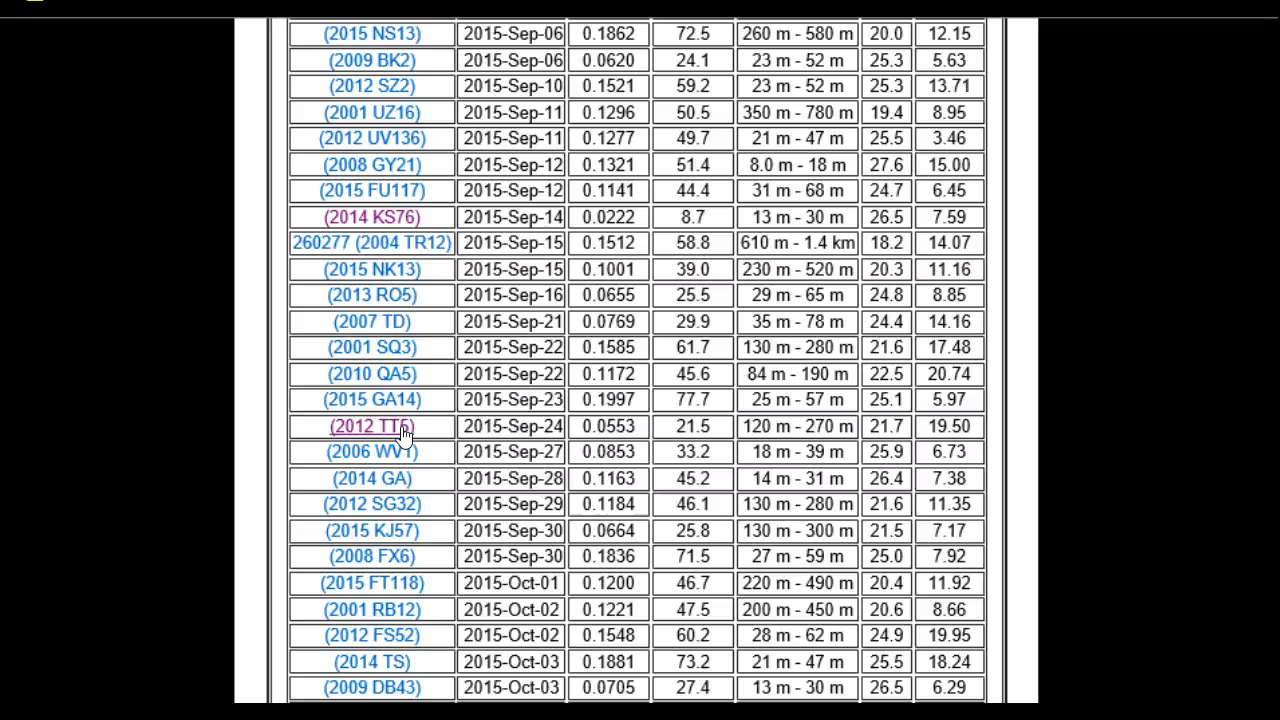 (2015 NS13) 2015-Sep-06 0.1862 72.5 260 m - 580 m 20.0 12.15
(2009 BK2) 2015-Sep-06 0.0620 24.1 23 m - 52 m 25.3 5.63
(2012 SZ2) 2015-Sep-10 0.1521 59.2 23 m - 52 m 25.3 13.71
(2001 UZ16) 2015-Sep-11 0.1296 50.5 350 m - 780 m 19.4 8.95
(2012 UV136) 2015-Sep-11 0.1277 49.7 21 m - 47 m 25.5 3.46
(2008 GY21) 2015-Sep-12 0.1321 51.4 8.0 m - 18 m 27.6 15.00
(2015 FU117) 2015-Sep-12 0.1141 44.4 31 m - 68 m 24.7 6.45
(2014 KS76) 2015-Sep-14 0.0222 8.7 13 m - 30 m 26.5 7.59
260277 (2004 TR12) 2015-Sep-15 0.1512 58.8 610 m - 1.4 km 18.2 14.07
(2015 NK13) 2015-Sep-15 0.1001 39.0 230 m - 520 m 20.3 11.16
(2013 RO5) 2015-Sep-16 0.0655 25.5 29 m - 65 m 24.8 8.85
(2007 TD) 2015-Sep-21 0.0769 29.9 35 m - 78 m 24.4 14.16
(2001 SQ3) 2015-Sep-22 0.1585 61.7 130 m - 280 m 21.6 17.48
(2010 QA5) 2015-Sep-22 0.1172 45.6 84 m - 190 m 22.5 20.74
(2015 GA14) 2015-Sep-23 0.1997 77.7 25 m - 57 m 25.1 5.97
(2012 TT5) 2015-Sep-24 0.0553 21.5 120 m - 270 m 21.7 19.50
(2006 WV1) 2015-Sep-27 0.0853 33.2 18 m - 39 m 25.9 6.73
(2014 GA) 2015-Sep-28 0.1163 45.2 14 m - 31 m 26.4 7.38
(2012 SG32) 2015-Sep-29 0.1184 46.1 130 m - 280 m 21.6 11.35
(2015 KJ57) 2015-Sep-30 0.0664 25.8 130 m - 300 m 21.5 7.17
(2008 FX6) 2015-Sep-30 0.1836 71.5 27 m - 59 m 25.0 7.92
(2015 FT118) 2015-Oct-01 0.1200 46.7 220 m - 490 m 20.4 11.92
(2001 RB12) 2015-Oct-02 0.1221 47.5 200 m - 450 m 20.6 8.66
(2012 FS52) 2015-Oct-02 0.1548 60.2 28 m - 62 m 24.9 19.95
(2014 TS) 2015-Oct-03 0.1881 73.2 21 m - 47 m 25.5 18.24
(2009 DB43) 2015-Oct-03 0.0705 27.4 13 m - 30 m 26.5 6.29